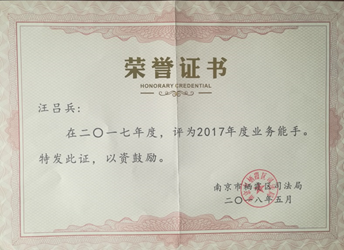 荣誉证书
HONORARY CREDENTIAL
汪吕兵：
在二〇一七年度，评为2017年度业务能手。
特发此证，以资鼓励。
南京市栖霞区司法局
二〇一八年五月